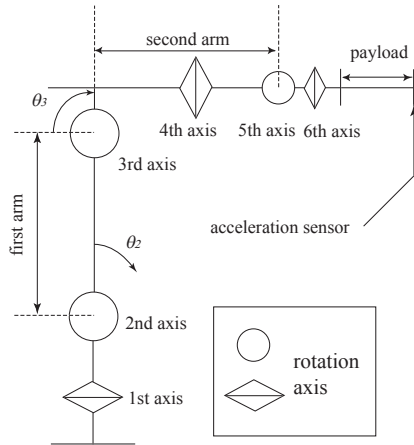 second arm
payload
θ3
4th axis
5th axis
6th axis
3rd axis
first arm
acceleration sensor
θ2
2nd axis
rotation
axis
1st axis